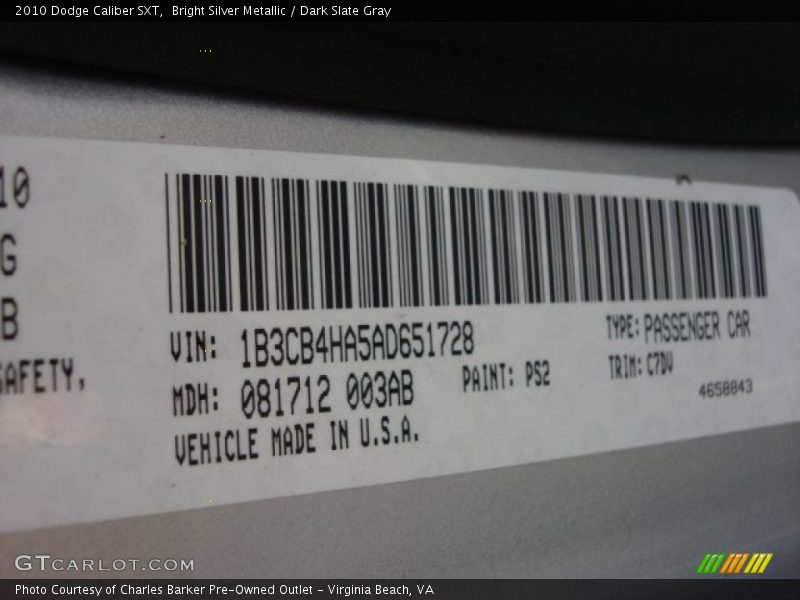 2010 Dodge Caliber SXT,  Bright Silver Metallic / Dark Slate Gray
10
G
B
SAFETY,
VIN: 1B3CB4HA5AD651728
TYPE: PASSENGER CAR
MDH: 081712 003AB
PAINT: PS2
TRIM: C7DV
4658843
VEHICLE MADE IN U.S.A.
GTCARLOT.COM
Photo Courtesy of Charles Barker Pre-Owned Outlet - Virginia Beach, VA